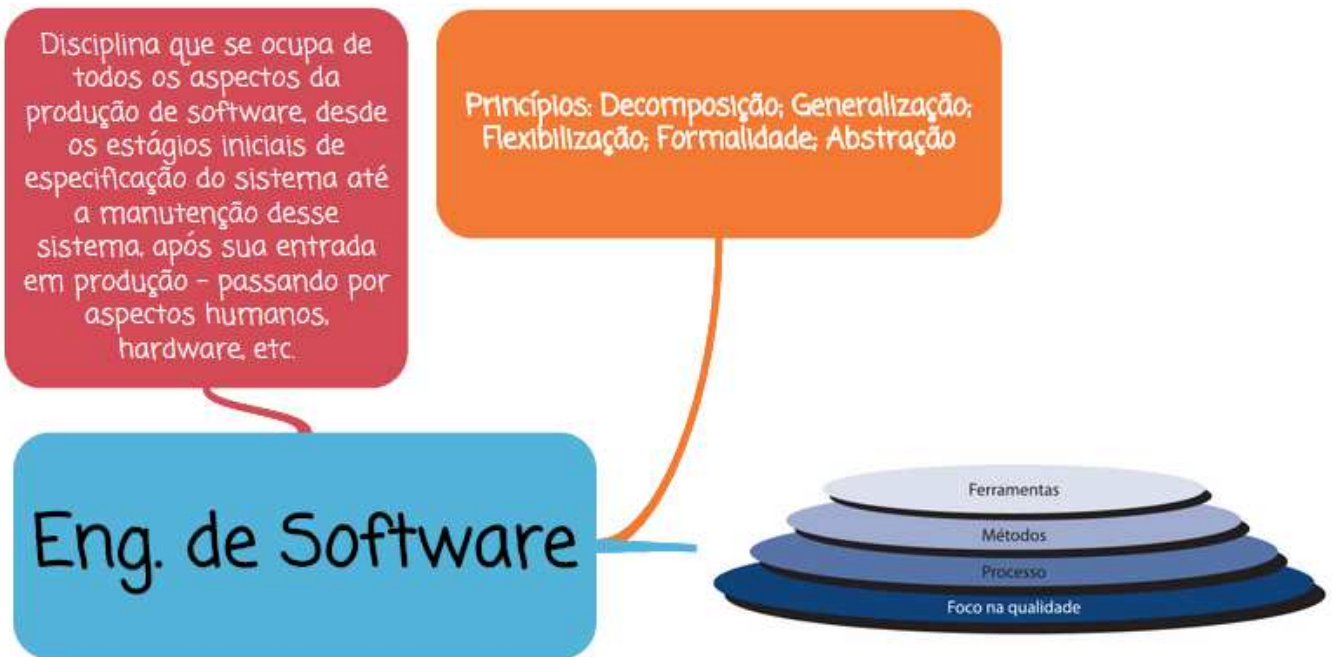 Disciplina que se ocupa de
todos os aspectos da
produção de software, desde
os estágios iniciais de
especificação do sistema até
a manutenção desse
sistema, após sua entrada
em produção - passando por
aspectos humanos,
hardware, etc.
Princípios: Decomposição; Generalização;
Flexibilização; Formalidade; Abstração
Eng. de Software
Ferramentas
Métodos
Processo
Foco na qualidade